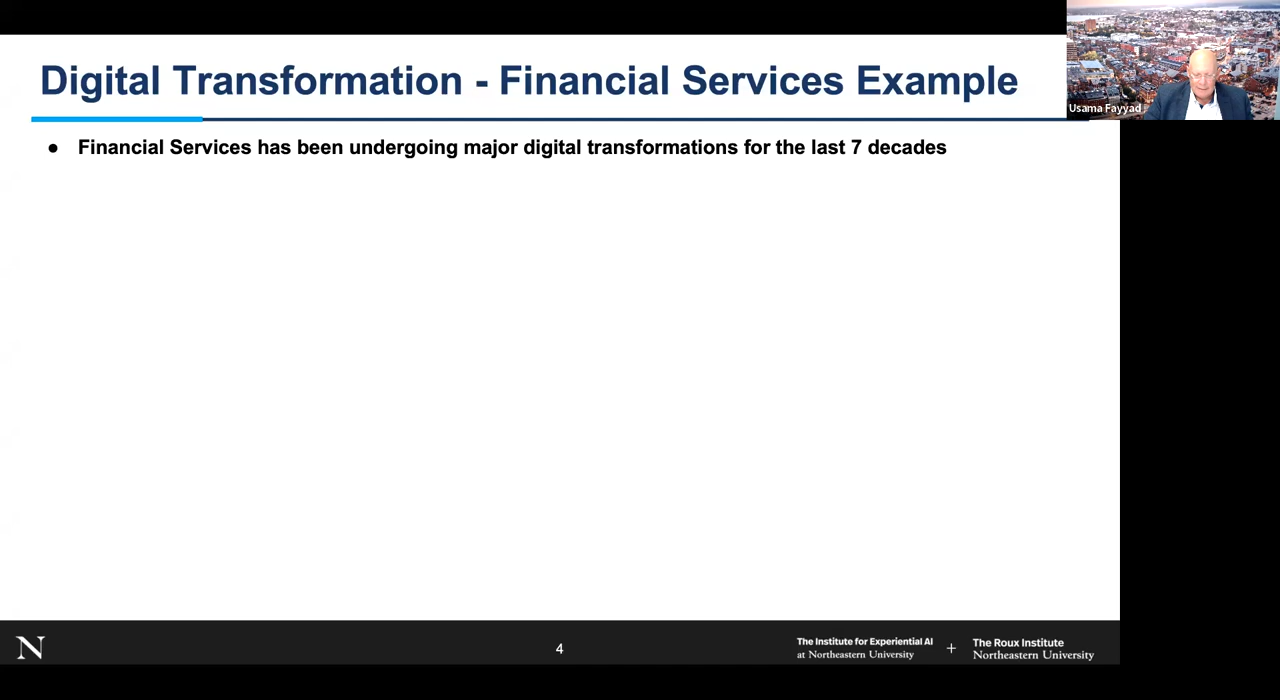 Digital Transformation - Financial Services Example
Usama Fayyad
● Financial Services has been undergoing major digital transformations for the last 7 decades
N
4
The Institute for Experiential AI
at Northeastern University
+
The Roux Institute
Northeastern University